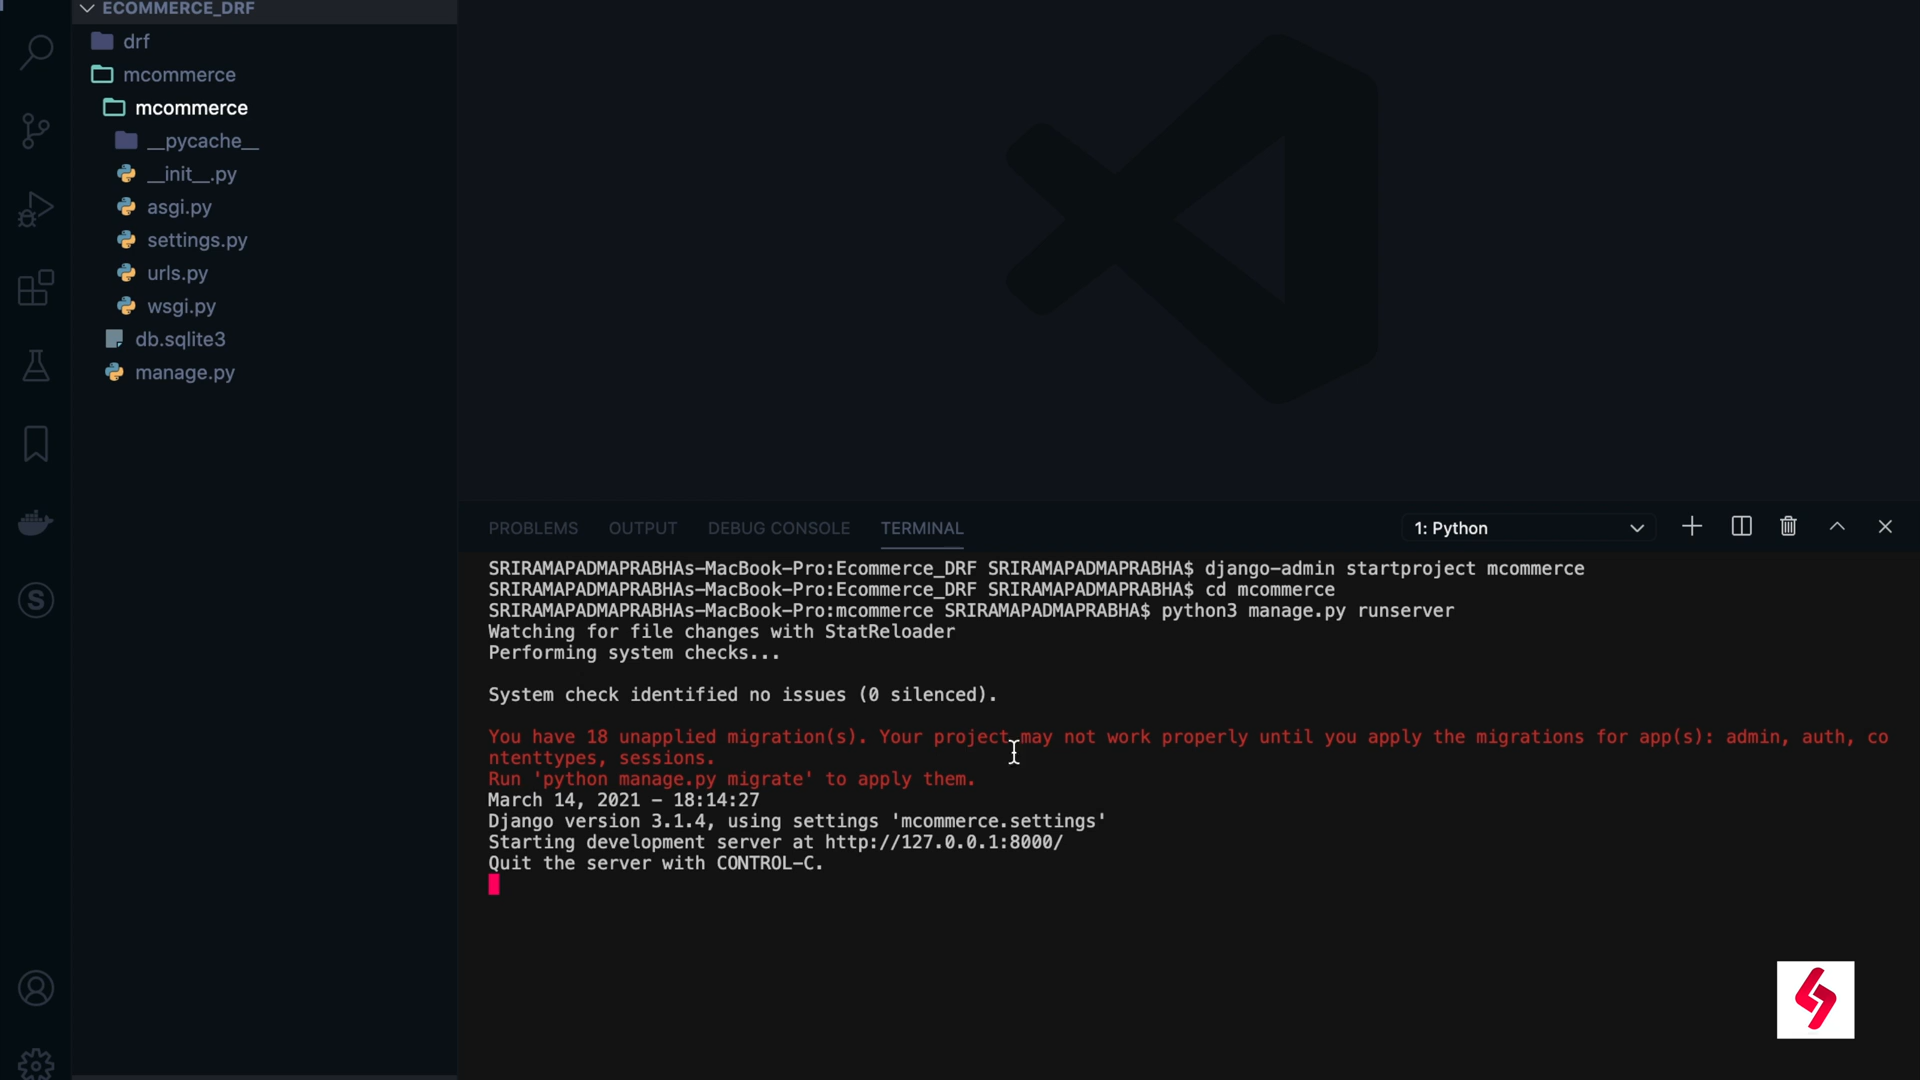 ECOMMERCE_DRF
drf
mcommerce
mcommerce
__pycache__
__init__.py
asgi.py
settings.py
urls.py
wsgi.py
db.sqlite3
manage.py
PROBLEMS OUTPUT DEBUG CONSOLE TERMINAL 1: Python
SRIRAMAPADMAPRABHAs-MacBook-Pro:Ecommerce_DRF SRIRAMAPADMAPRABHA$ django-admin startproject mcommerce
SRIRAMAPADMAPRABHAs-MacBook-Pro:Ecommerce_DRF SRIRAMAPADMAPRABHA$ cd mcommerce
SRIRAMAPADMAPRABHAs-MacBook-Pro:mcommerce SRIRAMAPADMAPRABHA$ python3 manage.py runserver
Watching for file changes with StatReloader
Performing system checks...
System check identified no issues (0 silenced).
You have 18 unapplied migration(s). Your project may not work properly until you apply the migrations for app(s): admin, auth, co
ntenttypes, sessions.
Run 'python manage.py migrate' to apply them.
March 14, 2021 - 18:14:27
Django version 3.1.4, using settings 'mcommerce.settings'
Starting development server at http://127.0.0.1:8000/
Quit the server with CONTROL-C.